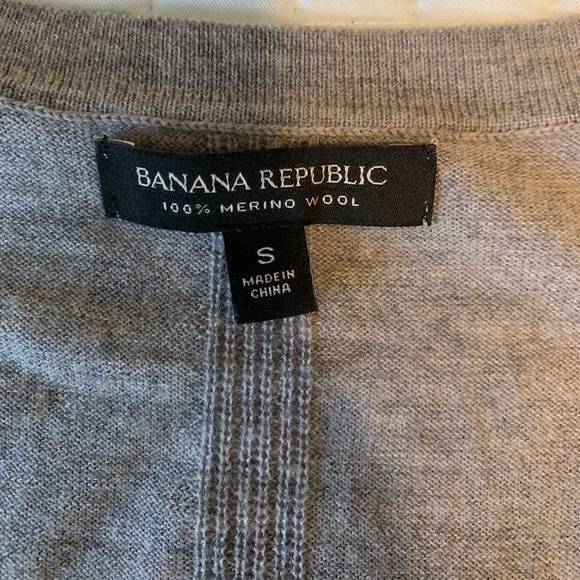 BANANA REPUBLIC
100% MERINO WOOL
S
MADE IN
CHINA